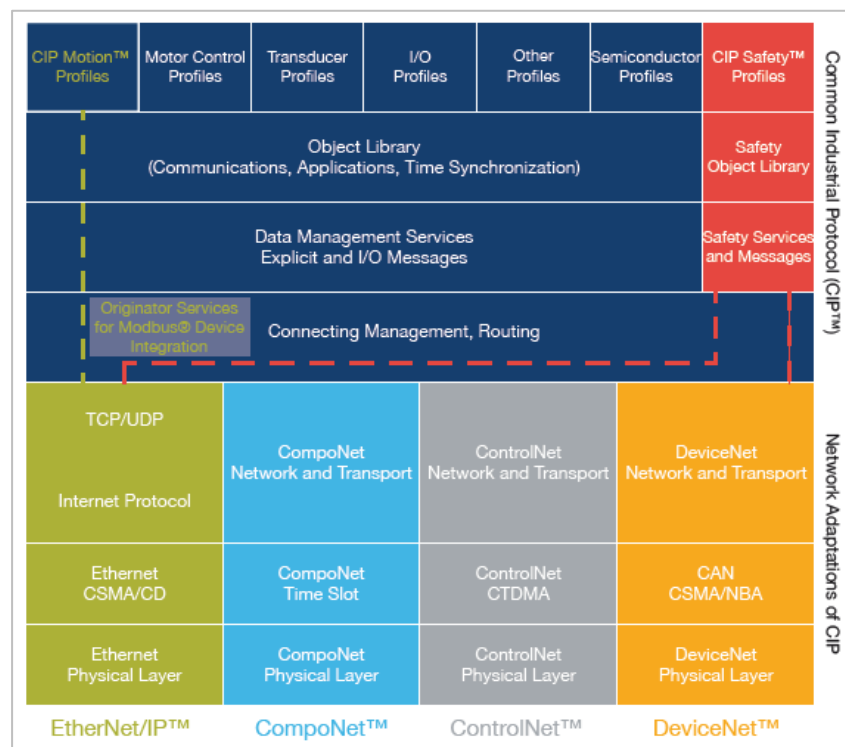 CIP Motion™
Profiles
Motor Control
Profiles
Transducer
Profiles
I/O
Profiles
Other
Profiles
Semiconductor
Profiles
CIP Safety™
Profiles
Object Library
(Communications, Applications, Time Synchronization)
Safety
Object Library
Data Management Services
Explicit and I/O Messages
Safety Services
and Messages
Originator Services
for Modbus® Device
Integration
Connecting Management, Routing
Common Industrial Protocol (CIP™)
TCP/UDP
Internet Protocol
CompoNet
Network and Transport
ControlNet
Network and Transport
DeviceNet
Network and Transport
Ethernet
CSMA/CD
CompoNet
Time Slot
ControlNet
CTDMA
CAN
CSMA/NBA
Ethernet
Physical Layer
CompoNet
Physical Layer
ControlNet
Physical Layer
DeviceNet
Physical Layer
Network Adaptations of CIP
EtherNet/IP™
CompoNet™
ControlNet™
DeviceNet™